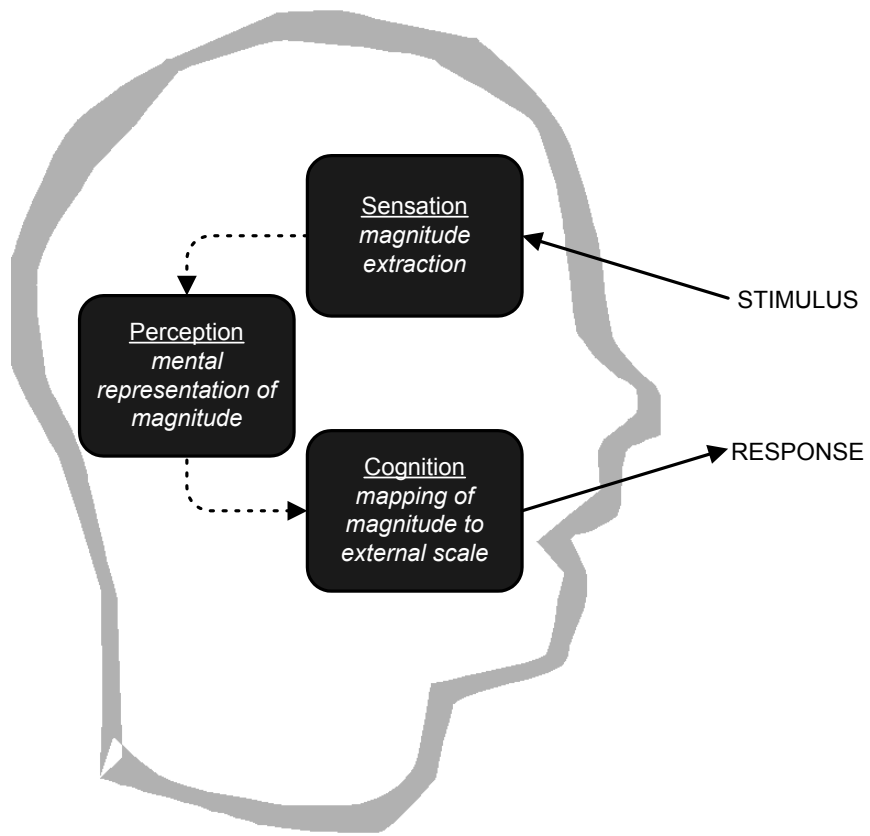 Sensation
magnitude
extraction
STIMULUS
Perception
mental
representation of
magnitude
Cognition
mapping of
magnitude to
external scale
RESPONSE